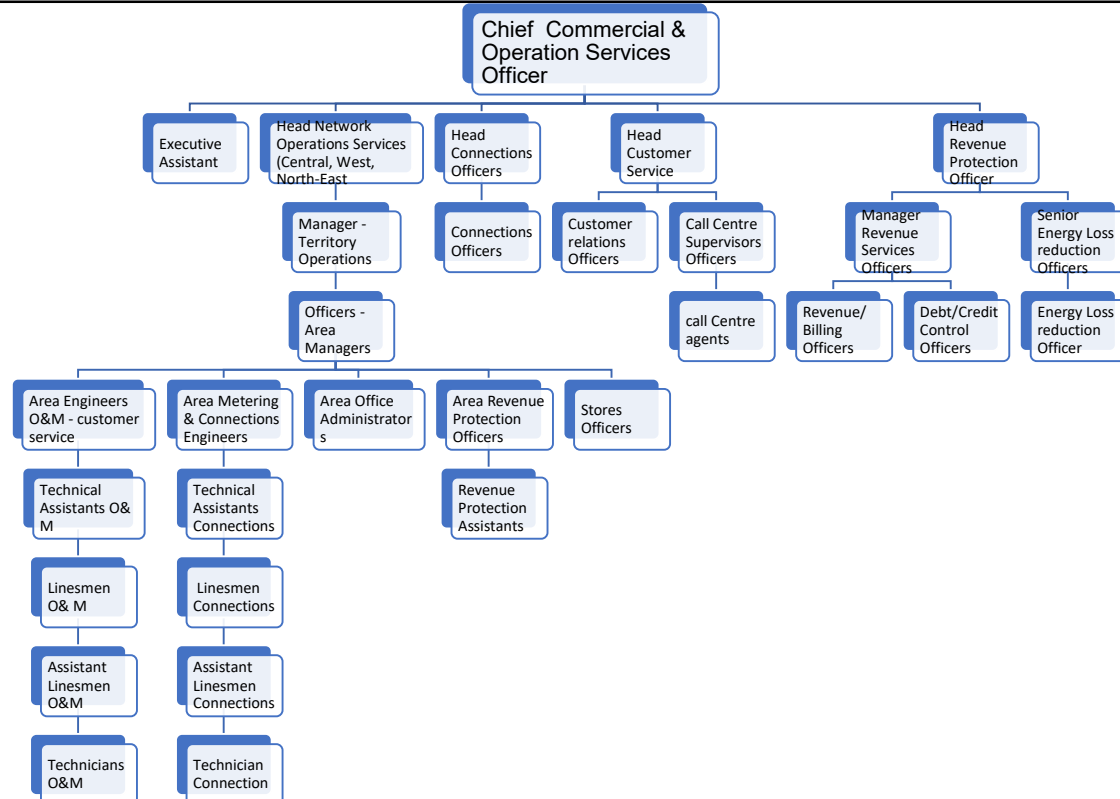 Chief Commercial &
Operation Services
Officer
Executive
Assistant
Head Network
Operations Services
(Central, West,
North-East
Head
Connections
Officers
Head
Customer
Service
Head
Revenue
Protection
Officer
Manager -
Territory
Operations
Connections
Officers
Customer
relations
Officers
Call Centre
Supervisors
Officers
Manager
Revenue
Services
Officers
Senior
Energy Loss
reduction
Officers
Officers -
Area
Managers
call Centre
agents
Revenue/
Billing
Officers
Debt/Credit
Control
Officers
Energy Loss
reduction
Officer
Area Engineers
O&M - customer
service
Area Metering
& Connections
Engineers
Area Office
Administrator
s
Area Revenue
Protection
Officers
Stores
Officers
Technical
Assistants O&
M
Technical
Assistants
Connections
Revenue
Protection
Assistants
Linesmen
O& M
Linesmen
Connections
Assistant
Linesmen
O&M
Assistant
Linesmen
Connections
Technicians
O&M
Technician
Connection